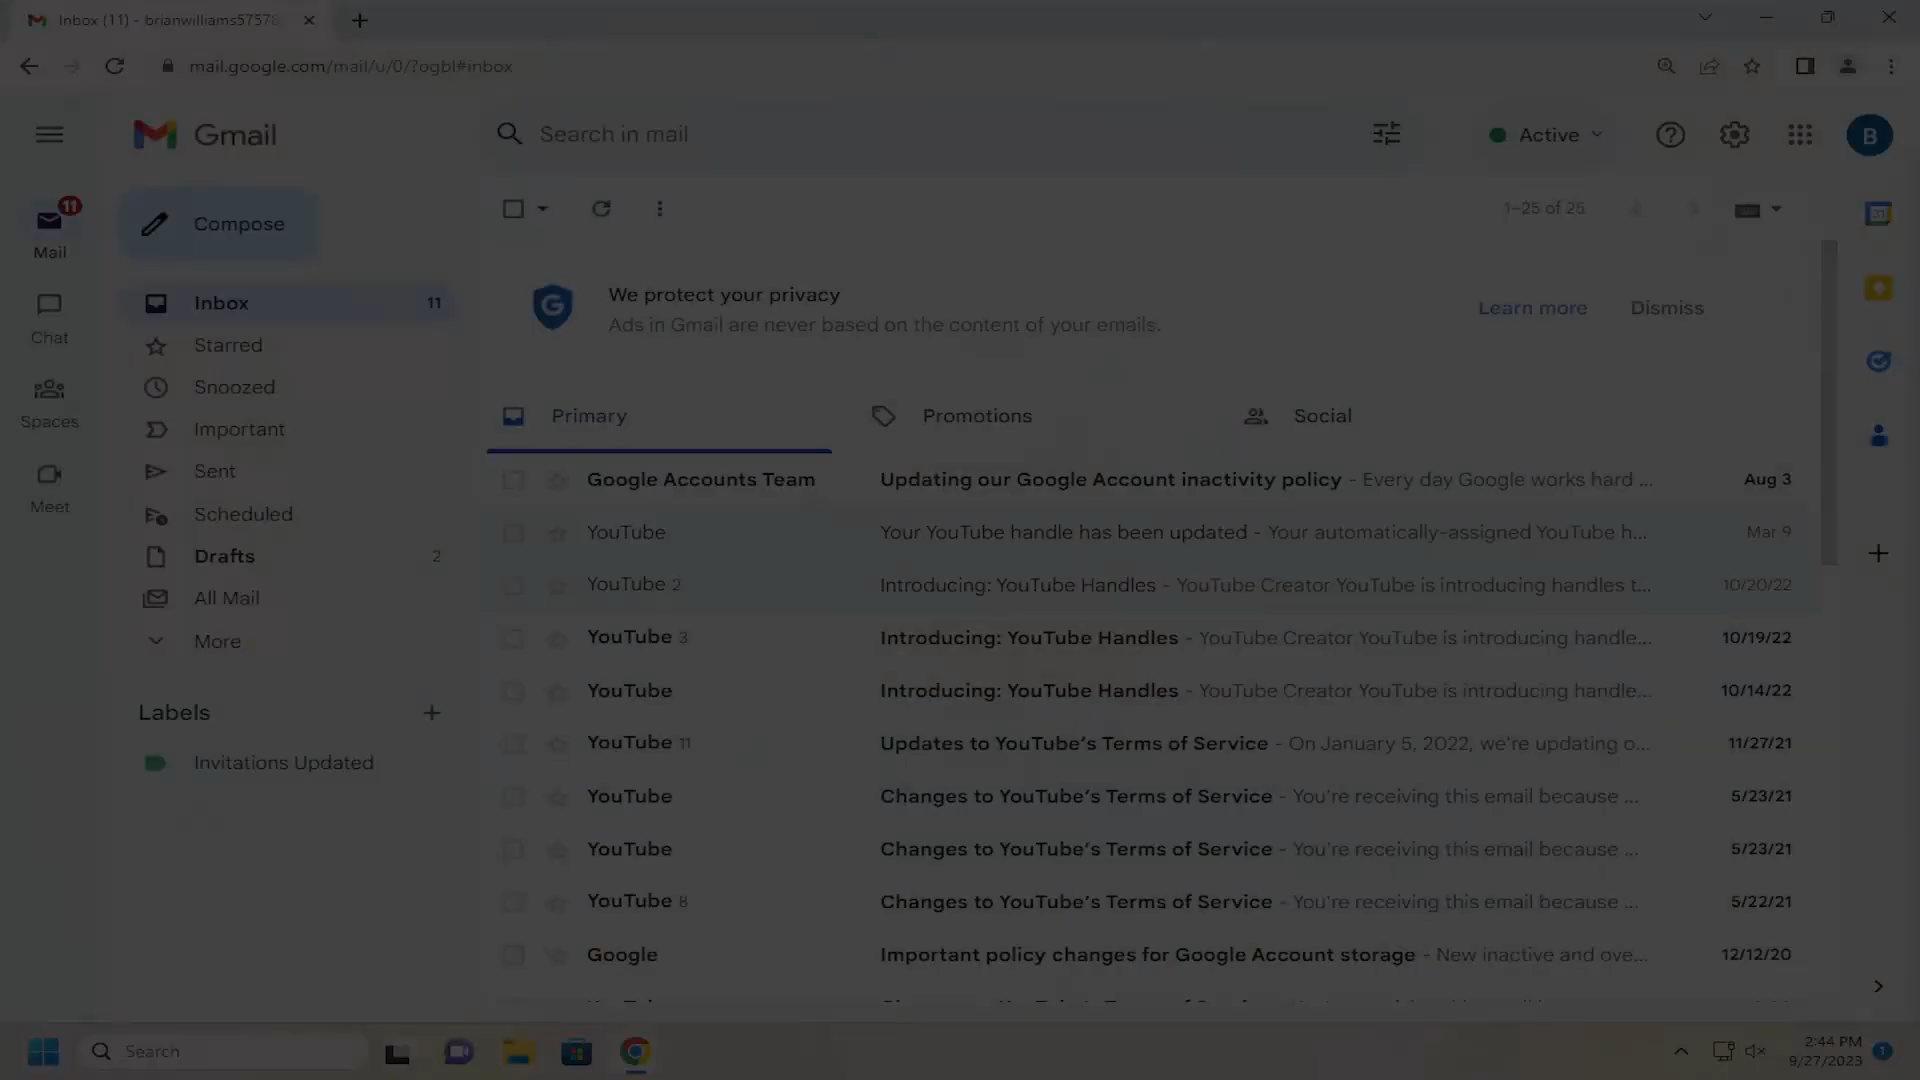 Inbox (11) - brianwilliams57578
mail.google.com/mail/u/0/?ogbl#inbox
Gmail
Search in mail
Active
B
11
Mail
Chat
Spaces
Meet
Compose
Inbox 11
Starred
Snoozed
Important
Sent
Scheduled
Drafts 2
All Mail
More
Labels
Invitations Updated
1–25 of 25
We protect your privacy
Ads in Gmail are never based on the content of your emails.
Learn more Dismiss
Primary Promotions Social
Google Accounts Team Updating our Google Account inactivity policy - Every day Google works hard ... Aug 3
YouTube Your YouTube handle has been updated - Your automatically-assigned YouTube h... Mar 9
YouTube 2 Introducing: YouTube Handles - YouTube Creator YouTube is introducing handles t... 10/20/22
YouTube 3 Introducing: YouTube Handles - YouTube Creator YouTube is introducing handle... 10/19/22
YouTube Introducing: YouTube Handles - YouTube Creator YouTube is introducing handle... 10/14/22
YouTube 11 Updates to YouTube's Terms of Service - On January 5, 2022, we're updating o... 11/27/21
YouTube Changes to YouTube's Terms of Service - You're receiving this email because ... 5/23/21
YouTube Changes to YouTube's Terms of Service - You're receiving this email because ... 5/23/21
YouTube 8 Changes to YouTube's Terms of Service - You're receiving this email because ... 5/22/21
Google Important policy changes for Google Account storage - New inactive and ove... 12/12/20
31
Search
2:44 PM
9/27/2023
1